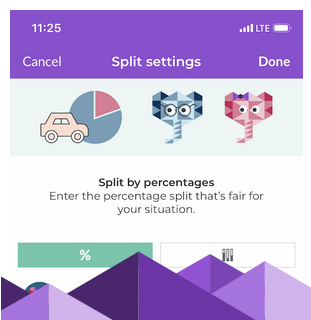 11:25 LTE
Cancel Split settings Done
Split by percentages
Enter the percentage split that's fair for
your situation.
%